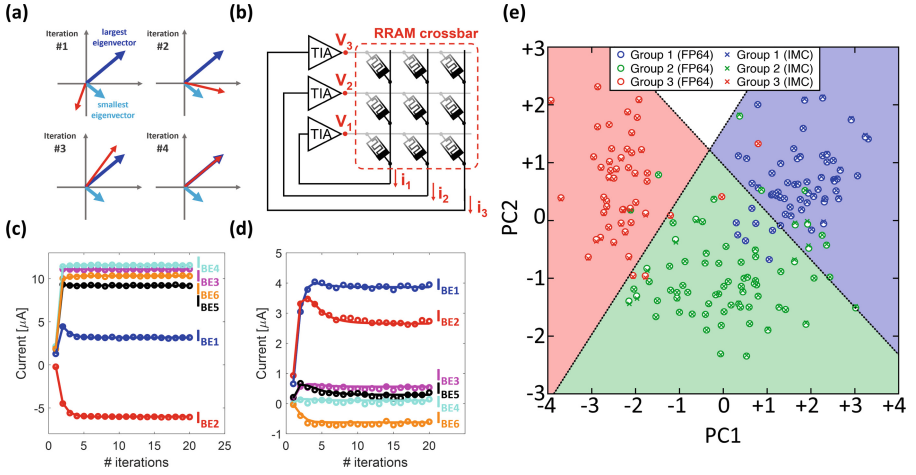 (a)
Iteration
#1
largest
eigenvector
smallest
eigenvector
Iteration
#2
Iteration
#3
Iteration
#4
(b)
RRAM crossbar
TIA
V3
TIA
V2
TIA
V1
i1
i2
i3
(c)
Current [µA]
10
5
0
-5
0
5
10
15
20
25
# iterations
IBE4
IBE3
IBE6
IBE5
IBE1
IBE2
(d)
Current [µA]
5
4
3
2
1
0
-1
0
5
10
15
20
25
# iterations
IBE1
IBE2
IBE3
IBE5
IBE4
IBE6
(e)
Group 1 (FP64) × Group 1 (IMC)
Group 2 (FP64) × Group 2 (IMC)
Group 3 (FP64) × Group 3 (IMC)
PC2
+3
+2
+1
0
-1
-2
-3
-4 -3 -2 -1 0 +1 +2 +3 +4
PC1